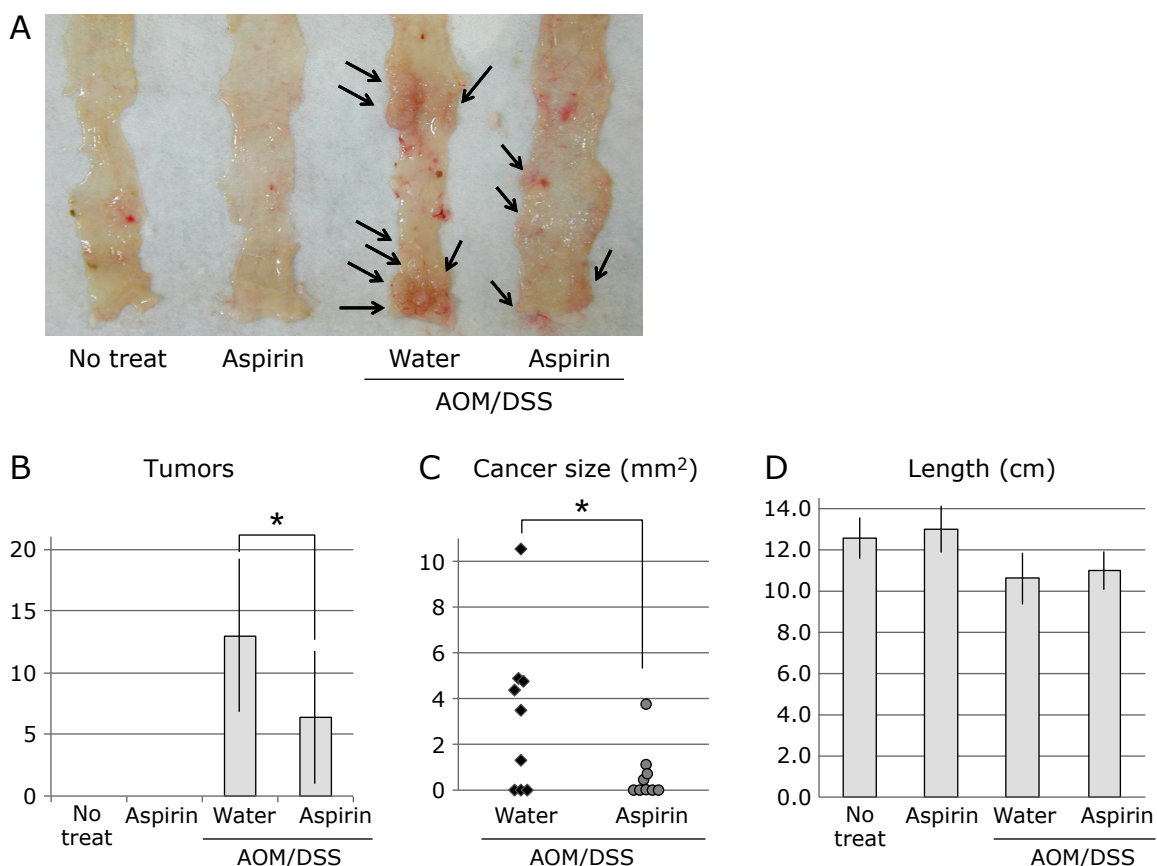 A
No treat Aspirin Water Aspirin
AOM/DSS
B Tumors
*
20
15
10
5
0
No treat Aspirin Water Aspirin
AOM/DSS
C Cancer size (mm²)
*
10
8
6
4
2
0
Water Aspirin
AOM/DSS
D Length (cm)
14.0
12.0
10.0
8.0
6.0
4.0
2.0
0.0
No treat Aspirin Water Aspirin
AOM/DSS